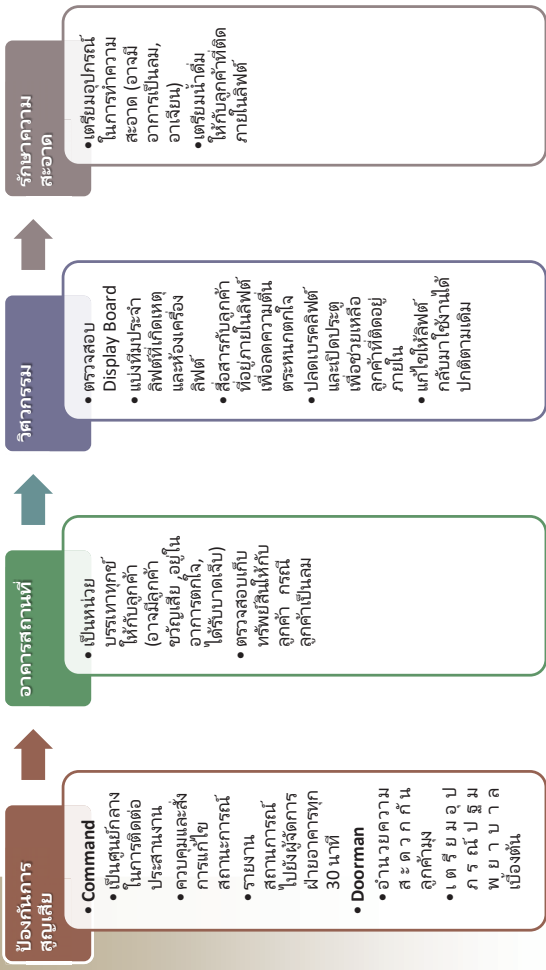 ป้องกันการ
สูญเสีย
• Command
• เป็นศูนย์กลาง
ในการติดต่อ
ประสานงาน
• ควบคุมและสั่ง
การแก้ไข
สถานะการณ์
• รายงาน
สถานการณ์
ไปยังผู้จัดการ
ฝ่ายอาคารทุก
30 นาที
• Doorman
• อำนวยความ
สะดวกกัน
ลูกค้ามุง
• เตรียมอุป
ภรณ์ปฐม
พ้ยาบาล
เบื้องต้น
อาคารสถานที่
• เป็นหน่วย
บรรเทาทุกข์
ให้กับลูกค้า
(อาจมีลูกค้า
ขวัญเสีย ,อยู่ใน
อาการตกใจ,
ได้รับบาดเจ็บ)
• ตรวจสอบเก็บ
ทรัพย์สินให้กับ
ลูกค้า กรณี
ลูกค้าเป็นลม
วิศวกรรม
• ตรวจสอบ
Display Board
• แบ่งทีมประจำ
ลิฟต์ที่เกิดเหตุ
และห้องเครื่อง
ลิฟต์
• สื่อสารกับลูกค้า
ที่อยู่ภายในลิฟต์
เพื่อลดความตื่น
ตระหนกตกใจ
• ปลดเบรคลิฟต์
และเปิดประตู
เพื่อช่วยเหลือ
ลูกค้าที่ติดอยู่
ภายใน
• แก้ไขให้ลิฟต์
กลับมาใช้งานได้
ปกติตามเดิม
รักษาความ
สะอาด
• เตรียมอุปกรณ์
ในการทำความ
สะอาด (อาจมี
อาการเป็นลม,
อาเจียน)
• เตรียมน้ำดื่ม
ให้กับลูกค้าที่ติด
ภายในลิฟต์